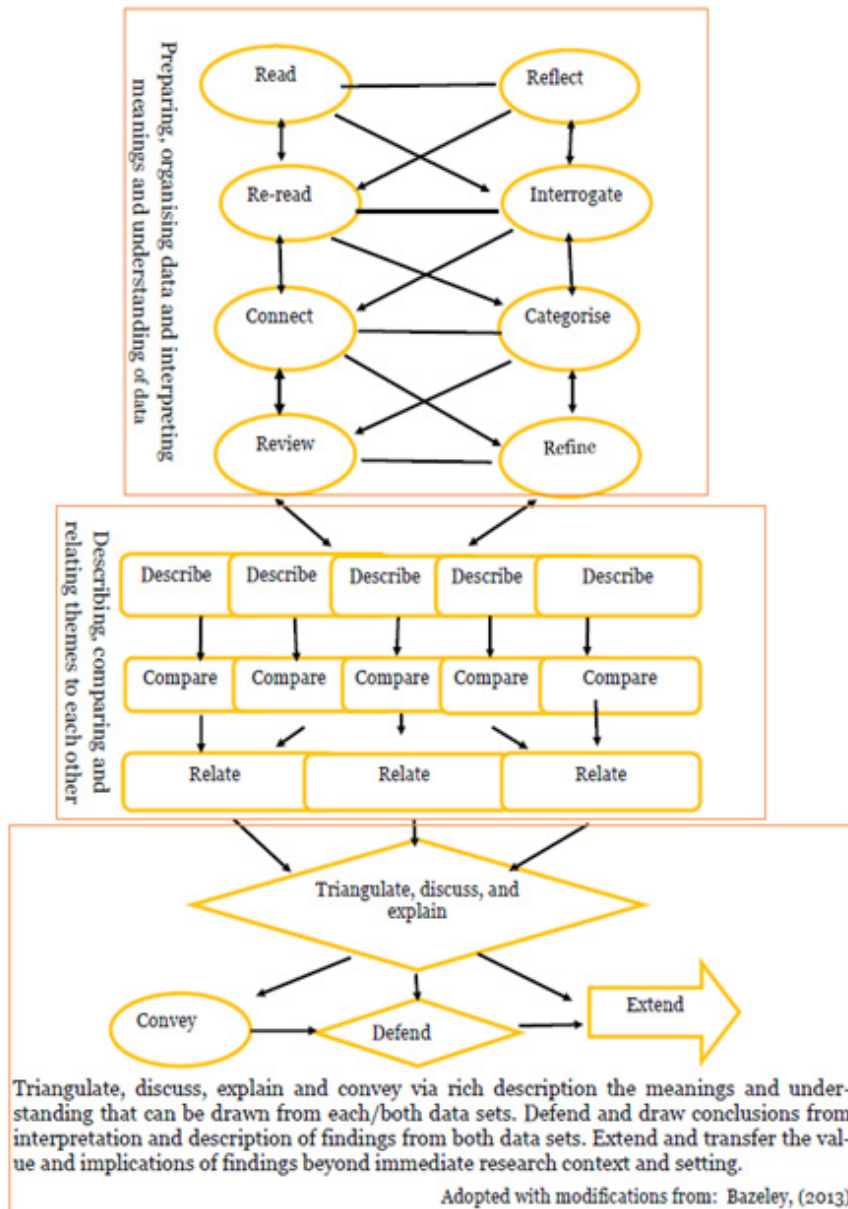 Preparing, organising data and interpreting
meanings and understanding of data
Read
Reflect
Re-read
Interrogate
Connect
Categorise
Review
Refine
Describing, comparing and
relating themes to each other
Describe
Describe
Describe
Describe
Describe
Compare
Compare
Compare
Compare
Compare
Relate
Relate
Relate
Triangulate, discuss, and
explain
Convey
Defend
Extend
Triangulate, discuss, explain and convey via rich description the meanings and under-
standing that can be drawn from each/both data sets. Defend and draw conclusions from
interpretation and description of findings from both data sets. Extend and transfer the val-
ue and implications of findings beyond immediate research context and setting.
Adopted with modifications from: Bazeley, (2013)